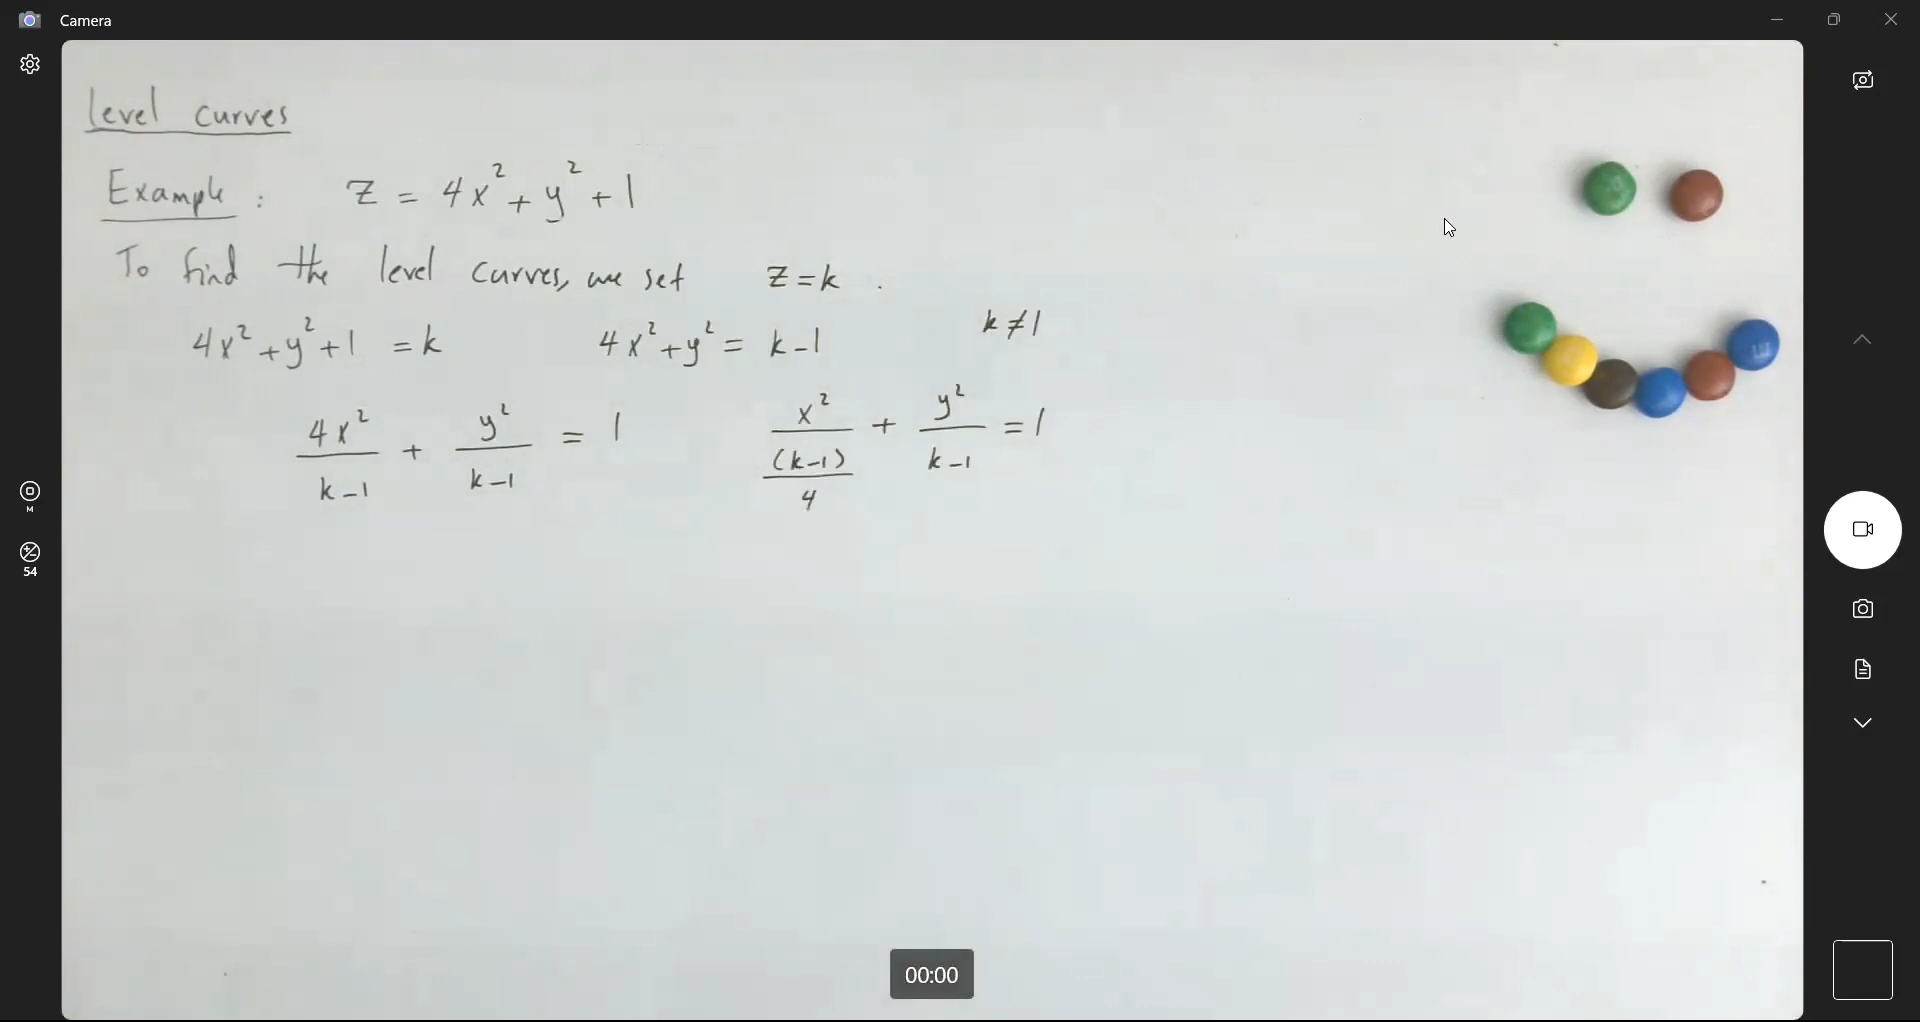 Camera
Level curves
Example : z = 4x² + y² + 1
To find the level curves, we set z = k .
4x² + y² + 1 = k 4x² + y² = k - 1 k ≠ 1
4x²/(k-1) + y²/(k-1) = 1 x²/((k-1)/4) + y²/(k-1) = 1
M
54
00:00